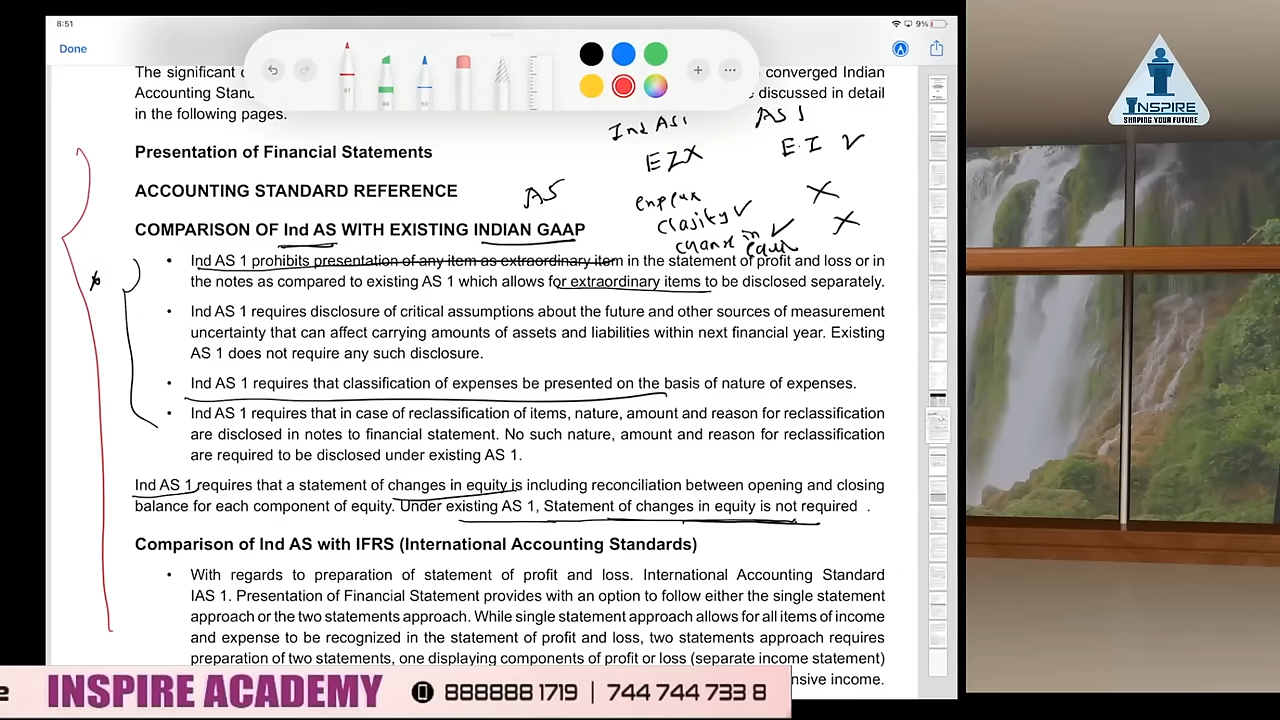 8:51
9%
Done
97
The significant
converged Indian
Accounting Stan
discussed in detail
in the following pages.
Ind AS1
AS 1
Presentation of Financial Statements
E.I
ACCOUNTING STANDARD REFERENCE
AS
COMPARISON OF Ind AS WITH EXISTING INDIAN GAAP
in
• Ind AS 1 prohibits presentation of any item as extraordinary item in the statement of profit and loss or in
the notes as compared to existing AS 1 which allows for extraordinary items to be disclosed separately.
• Ind AS 1 requires disclosure of critical assumptions about the future and other sources of measurement
uncertainty that can affect carrying amounts of assets and liabilities within next financial year. Existing
AS 1 does not require any such disclosure.
• Ind AS 1 requires that classification of expenses be presented on the basis of nature of expenses.
• Ind AS 1 requires that in case of reclassification of items, nature, amount and reason for reclassification
are disclosed in notes to financial statement. No such nature, amount and reason for reclassification
are required to be disclosed under existing AS 1.
Ind AS 1 requires that a statement of changes in equity is including reconciliation between opening and closing
balance for each component of equity. Under existing AS 1, Statement of changes in equity is not required .
Comparison of Ind AS with IFRS (International Accounting Standards)
• With regards to preparation of statement of profit and loss. International Accounting Standard
IAS 1. Presentation of Financial Statement provides with an option to follow either the single statement
approach or the two statements approach. While single statement approach allows for all items of income
and expense to be recognized in the statement of profit and loss, two statements approach requires
preparation of two statements, one displaying components of profit or loss (separate income statement)
nsive income.
INSPIRE
SHAPING YOUR FUTURE
e INSPIRE ACADEMY 888888 1719 | 744 744 733 8